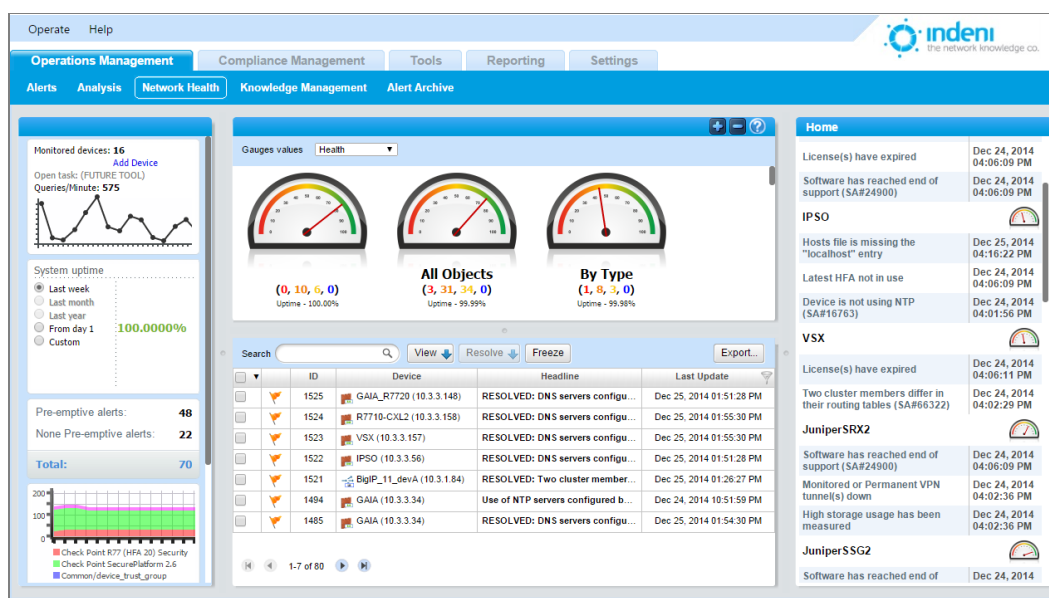 Operate Help
indeni
the network knowledge co.
Operations Management Compliance Management Tools Reporting Settings
Alerts Analysis Network Health Knowledge Management Alert Archive
Monitored devices: 16
Add Device
Open task: (FUTURE TOOL)
Queries/Minute: 575
System uptime
Last week
Last month
Last year
From day 1
Custom
100.0000%
Pre-emptive alerts: 48
None Pre-emptive alerts: 22
Total: 70
200
100
0
Check Point R77 (HFA 20) Security
Check Point SecurePlatform 2.6
Common/device_trust_group
Gauges values Health
(0, 10, 6, 0)
Uptime - 100.00%
All Objects
(3, 31, 34, 0)
Uptime - 99.99%
By Type
(1, 8, 3, 0)
Uptime - 99.98%
Search View Resolve Freeze Export...
ID Device Headline Last Update
1525 GAIA_R7720 (10.3.3.148) RESOLVED: DNS servers configu... Dec 25, 2014 01:51:28 PM
1524 R7710-CXL2 (10.3.3.158) RESOLVED: DNS servers configu... Dec 25, 2014 01:55:30 PM
1523 VSX (10.3.3.157) RESOLVED: DNS servers configu... Dec 25, 2014 01:55:30 PM
1522 IPSO (10.3.3.56) RESOLVED: DNS servers configu... Dec 25, 2014 01:51:28 PM
1521 BigIP_11_devA (10.3.1.84) RESOLVED: Two cluster member... Dec 25, 2014 01:26:27 PM
1494 GAIA (10.3.3.34) Use of NTP servers configured b... Dec 24, 2014 10:51:59 PM
1485 GAIA (10.3.3.34) RESOLVED: DNS servers configu... Dec 25, 2014 01:54:30 PM
1-7 of 80
Home
License(s) have expired Dec 24, 2014 04:06:09 PM
Software has reached end of support (SA#24900) Dec 24, 2014 04:06:09 PM
IPSO
Hosts file is missing the "localhost" entry Dec 25, 2014 04:16:22 PM
Latest HFA not in use Dec 24, 2014 04:06:09 PM
Device is not using NTP (SA#16763) Dec 24, 2014 04:01:56 PM
VSX
License(s) have expired Dec 24, 2014 04:06:11 PM
Two cluster members differ in their routing tables (SA#66322) Dec 24, 2014 04:02:29 PM
JuniperSRX2
Software has reached end of support (SA#24900) Dec 24, 2014 04:06:09 PM
Monitored or Permanent VPN tunnel(s) down Dec 24, 2014 04:02:36 PM
High storage usage has been measured Dec 24, 2014 04:02:36 PM
JuniperSSG2
Software has reached end of Dec 24, 2014